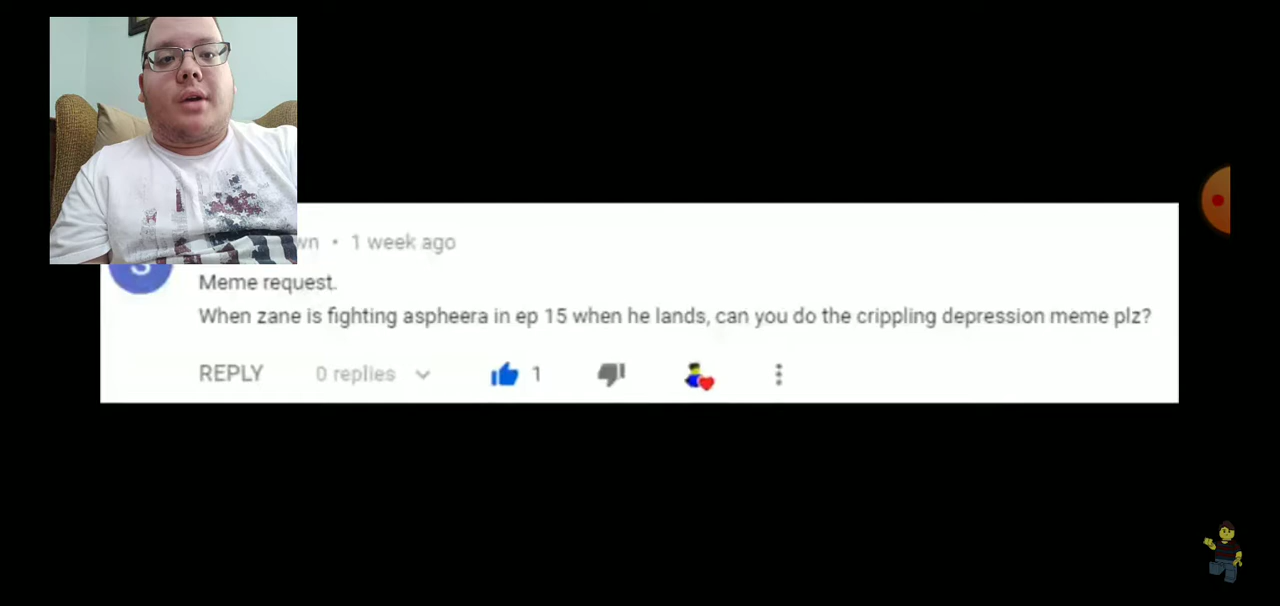 • 1 week ago
Meme request.
When zane is fighting aspheera in ep 15 when he lands, can you do the crippling depression meme plz?
REPLY 0 replies 1